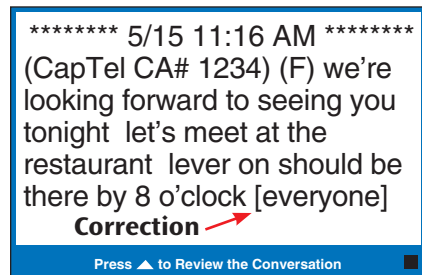 ******** 5/15 11:16 AM ********
(CapTel CA# 1234) (F) we're
looking forward to seeing you
tonight  let's meet at the
restaurant  lever on should be
there by 8 o'clock [everyone]
Correction
Press ▲ to Review the Conversation